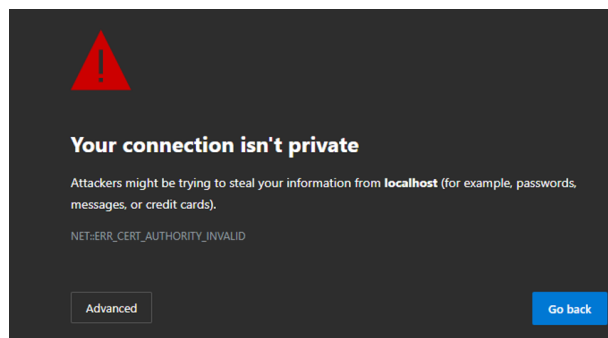 Your connection isn't private
Attackers might be trying to steal your information from localhost (for example, passwords,
messages, or credit cards).
NET::ERR_CERT_AUTHORITY_INVALID
Advanced
Go back